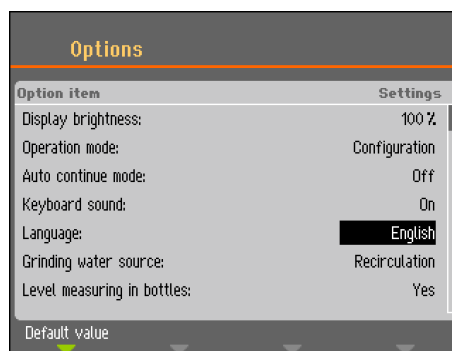 Options
Option item Settings
Display brightness: 100 %
Operation mode: Configuration
Auto continue mode: Off
Keyboard sound: On
Language: English
Grinding water source: Recirculation
Level measuring in bottles: Yes
Default value